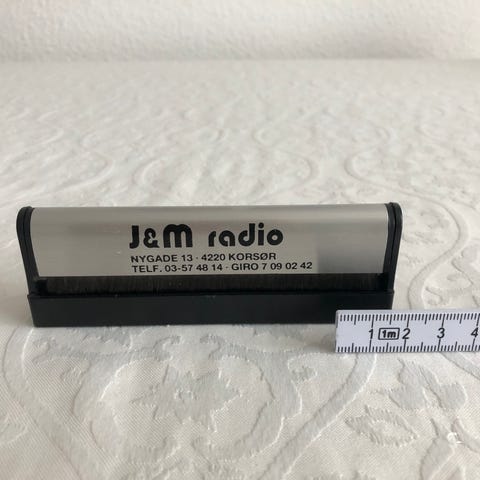 J&M radio
NYGADE 13 · 4220 KORSØR
TELF. 03-57 48 14 · GIRO 7 09 02 42
1 1m 2 3 4